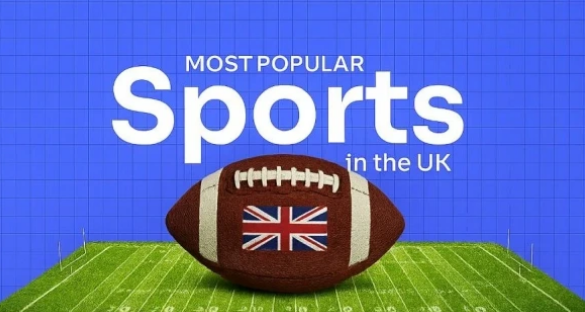 MOST POPULAR
Sports
in the UK